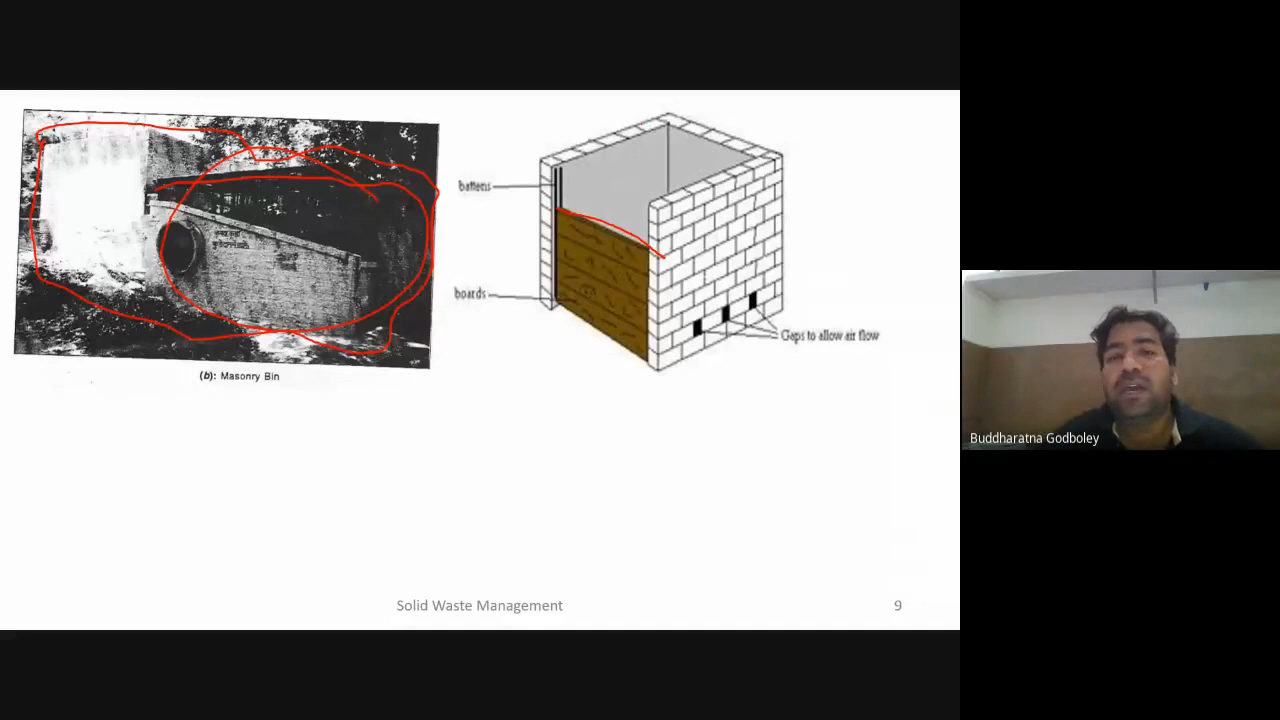 battens
boards
Gaps to allow air flow
(b): Masonry Bin
Buddharatna Godboley
Solid Waste Management
9